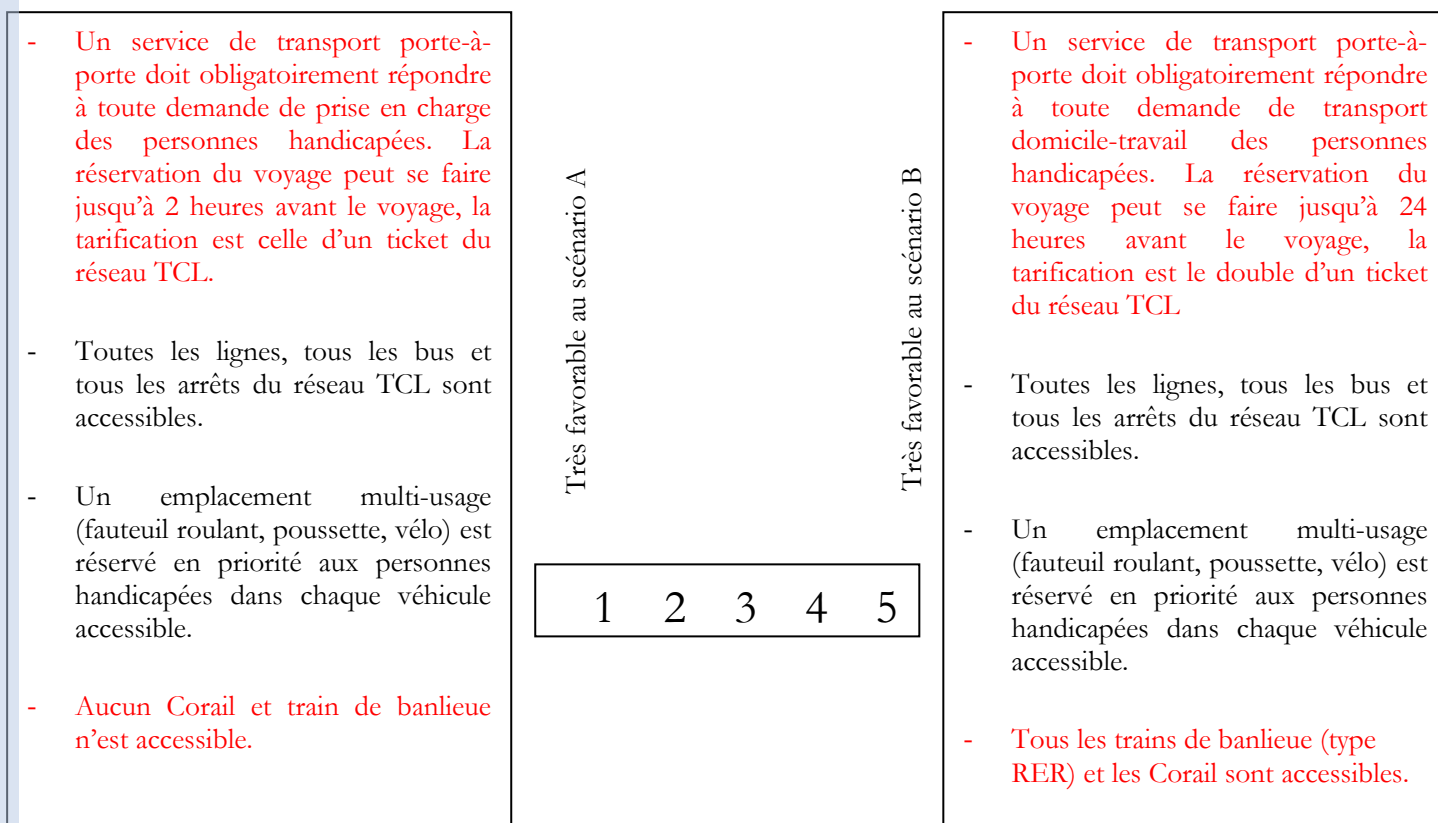 - Un service de transport porte-à-
porte doit obligatoirement répondre
à toute demande de prise en charge
des personnes handicapées. La
réservation du voyage peut se faire
jusqu’à 2 heures avant le voyage, la
tarification est celle d’un ticket du
réseau TCL.
- Toutes les lignes, tous les bus et
tous les arrêts du réseau TCL sont
accessibles.
- Un emplacement multi-usage
(fauteuil roulant, poussette, vélo) est
réservé en priorité aux personnes
handicapées dans chaque véhicule
accessible.
- Aucun Corail et train de banlieue
n’est accessible.
Très favorable au scénario A
Très favorable au scénario B
1 2 3 4 5
- Un service de transport porte-à-
porte doit obligatoirement répondre
à toute demande de transport
domicile-travail des personnes
handicapées. La réservation du
voyage peut se faire jusqu’à 24
heures avant le voyage, la
tarification est le double d’un ticket
du réseau TCL
- Toutes les lignes, tous les bus et
tous les arrêts du réseau TCL sont
accessibles.
- Un emplacement multi-usage
(fauteuil roulant, poussette, vélo) est
réservé en priorité aux personnes
handicapées dans chaque véhicule
accessible.
- Tous les trains de banlieue (type
RER) et les Corail sont accessibles.